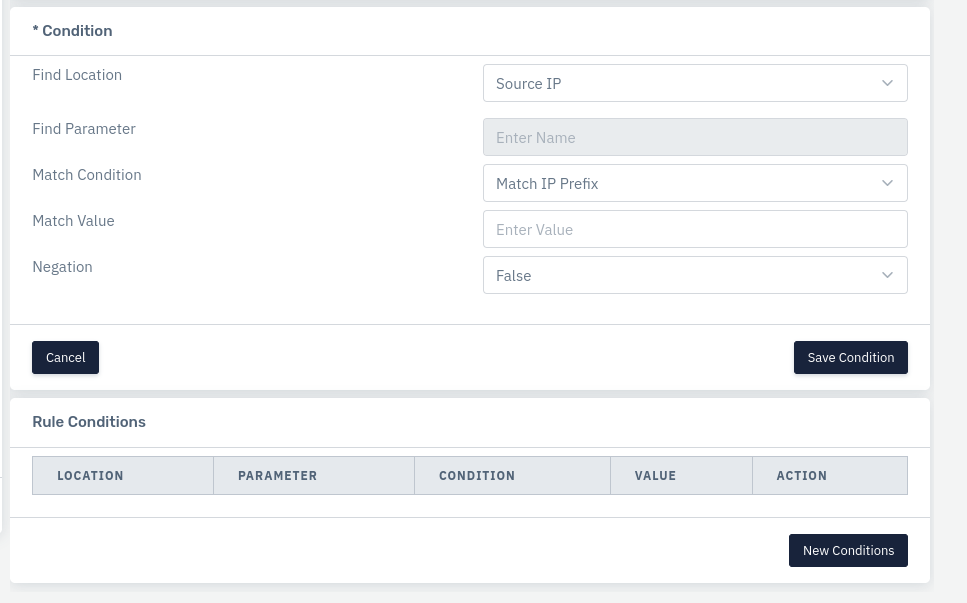 * Condition
Find Location
Source IP
Find Parameter
Enter Name
Match Condition
Match IP Prefix
Match Value
Enter Value
Negation
False
Cancel
Save Condition
Rule Conditions
LOCATION PARAMETER CONDITION VALUE ACTION
New Conditions